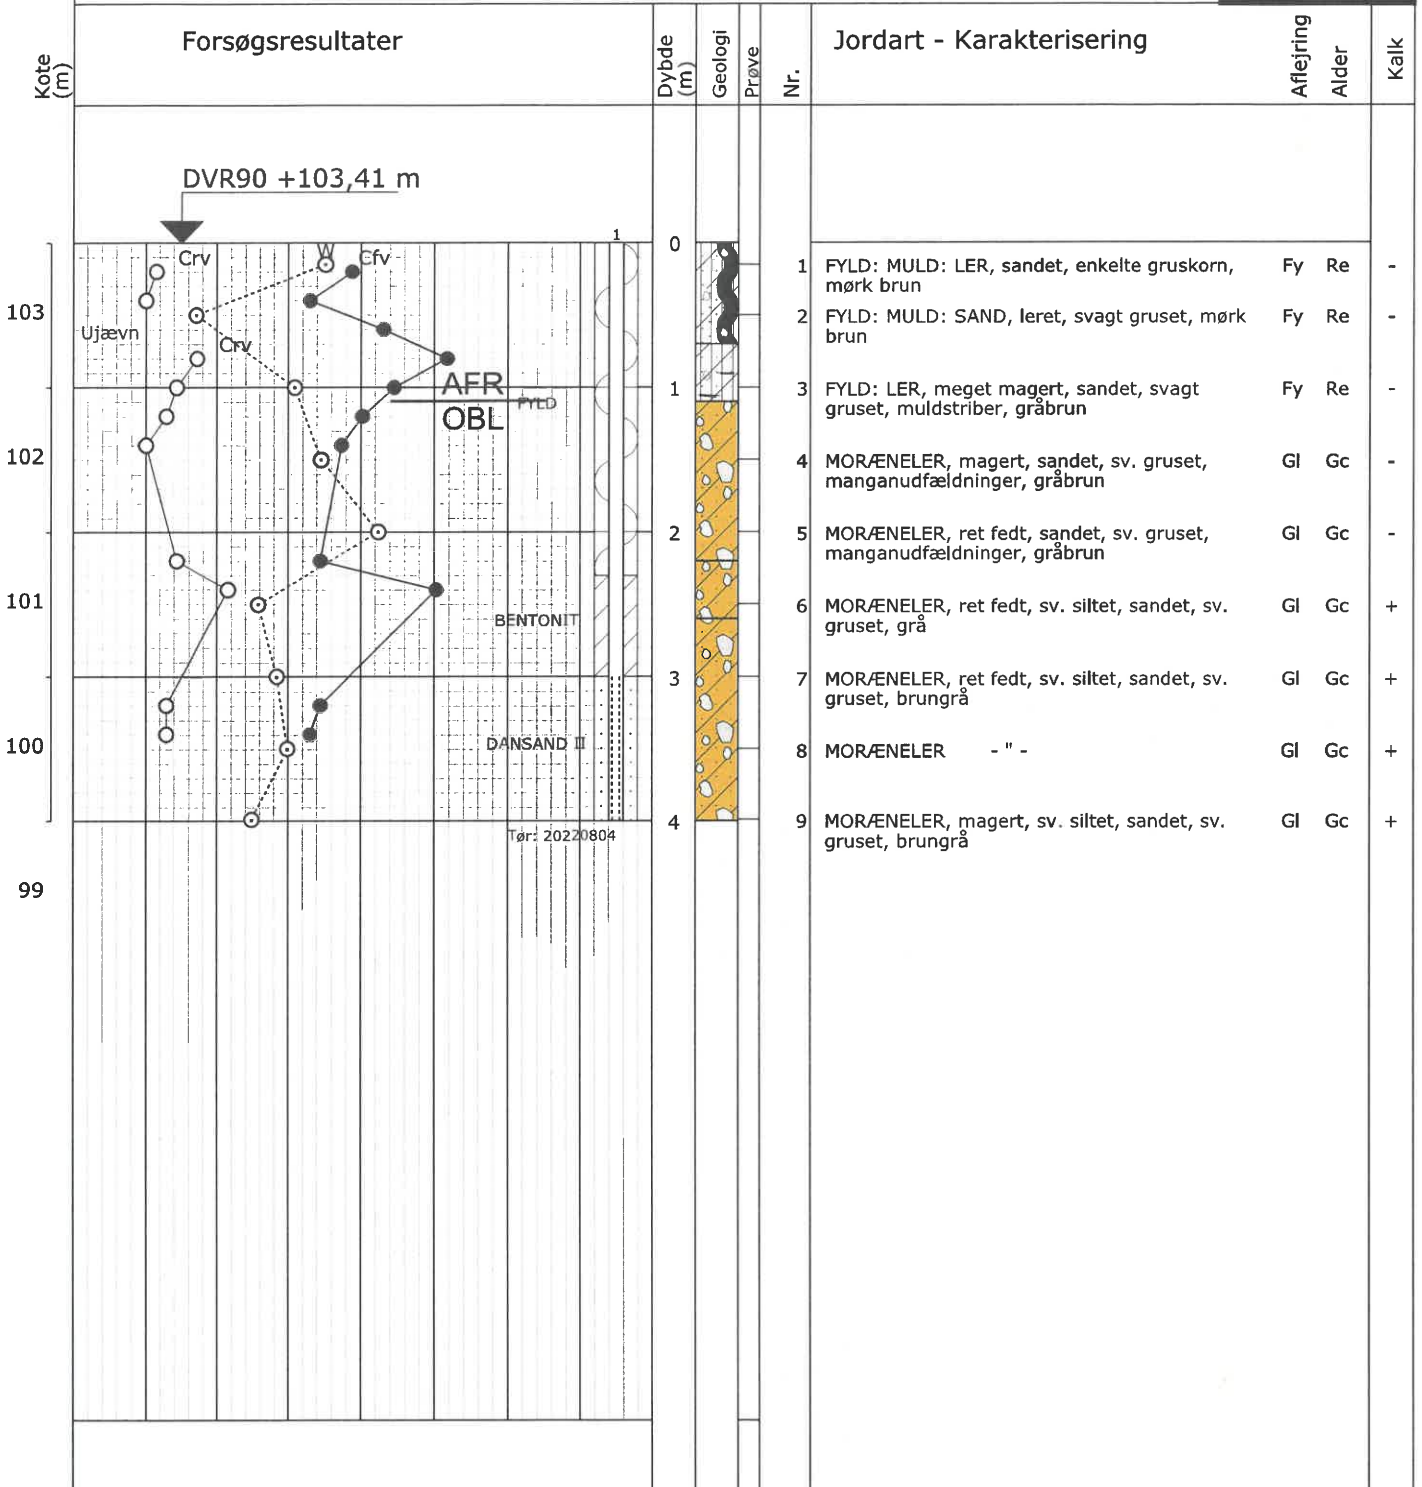 Kote (m)
Forsøgsresultater
Dybde (m)
Geologi
Prøve
Nr.
Jordart - Karakterisering
Aflejring
Alder
Kalk
DVR90 +103,41 m
1
W
Crv
Cfv
0
103
Ujævn
Crv
AFR
1
FYLD
OBL
102
2
101
BENTONIT
3
100
DANSAND II
4
Tør: 20220804
99
1 FYLD: MULD: LER, sandet, enkelte gruskorn, Fy Re -
mørk brun
2 FYLD: MULD: SAND, leret, svagt gruset, mørk Fy Re -
brun
3 FYLD: LER, meget magert, sandet, svagt Fy Re -
gruset, muldstriber, gråbrun
4 MORÆNELER, magert, sandet, sv. gruset, Gl Gc -
manganudfældninger, gråbrun
5 MORÆNELER, ret fedt, sandet, sv. gruset, Gl Gc -
manganudfældninger, gråbrun
6 MORÆNELER, ret fedt, sv. siltet, sandet, sv. Gl Gc +
gruset, grå
7 MORÆNELER, ret fedt, sv. siltet, sandet, sv. Gl Gc +
gruset, brungrå
8 MORÆNELER - " - Gl Gc +
9 MORÆNELER, magert, sv. siltet, sandet, sv. Gl Gc +
gruset, brungrå